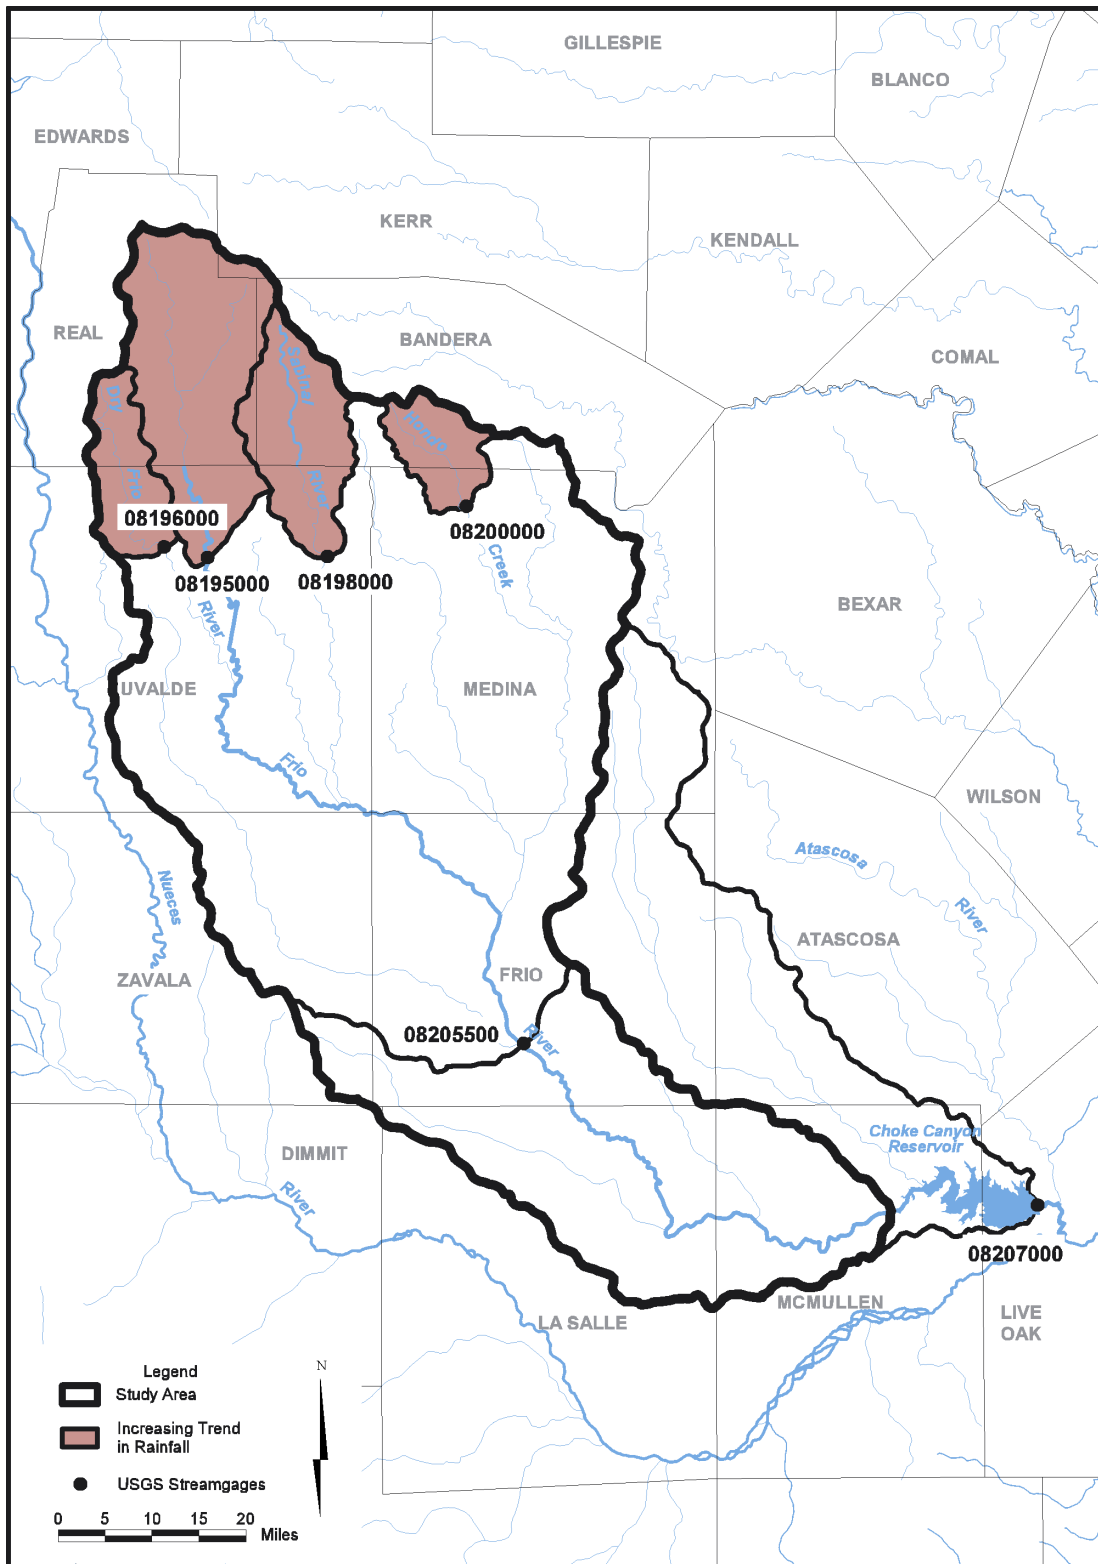 GILLESPIE
BLANCO
EDWARDS
KERR
KENDALL
REAL
BANDERA
COMAL
Dry
Frio
Sabinal
River
Hondo
Creek
08196000
08195000
08198000
08200000
River
BEXAR
UVALDE
MEDINA
Frio
WILSON
Atascosa
River
Nueces
ATASCOSA
ZAVALA
FRIO
08205500
River
Choke Canyon
Reservoir
DIMMIT
River
08207000
MCMULLEN
LA SALLE
LIVE
OAK
Legend
Study Area
Increasing Trend
in Rainfall
USGS Streamgages
N
0 5 10 15 20
Miles